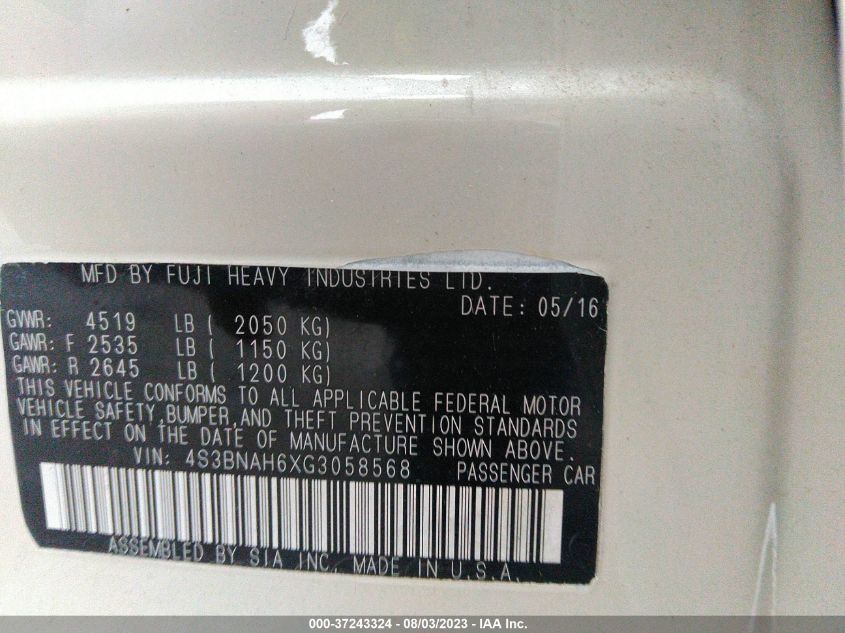 MFD BY FUJI HEAVY INDUSTRIES LTD.
DATE: 05/16
GVWR: 4519 LB ( 2050 KG)
GAWR: F 2535 LB ( 1150 KG)
GAWR: R 2645 LB ( 1200 KG)
THIS VEHICLE CONFORMS TO ALL APPLICABLE FEDERAL MOTOR
VEHICLE SAFETY,BUMPER,AND THEFT PREVENTION STANDARDS
IN EFFECT ON THE DATE OF MANUFACTURE SHOWN ABOVE.
VIN: 4S3BNAH6XG3058568 PASSENGER CAR
ASSEMBLED BY SIA INC. MADE IN U.S.A.
000-37243324 - 08/03/2023 - IAA Inc.